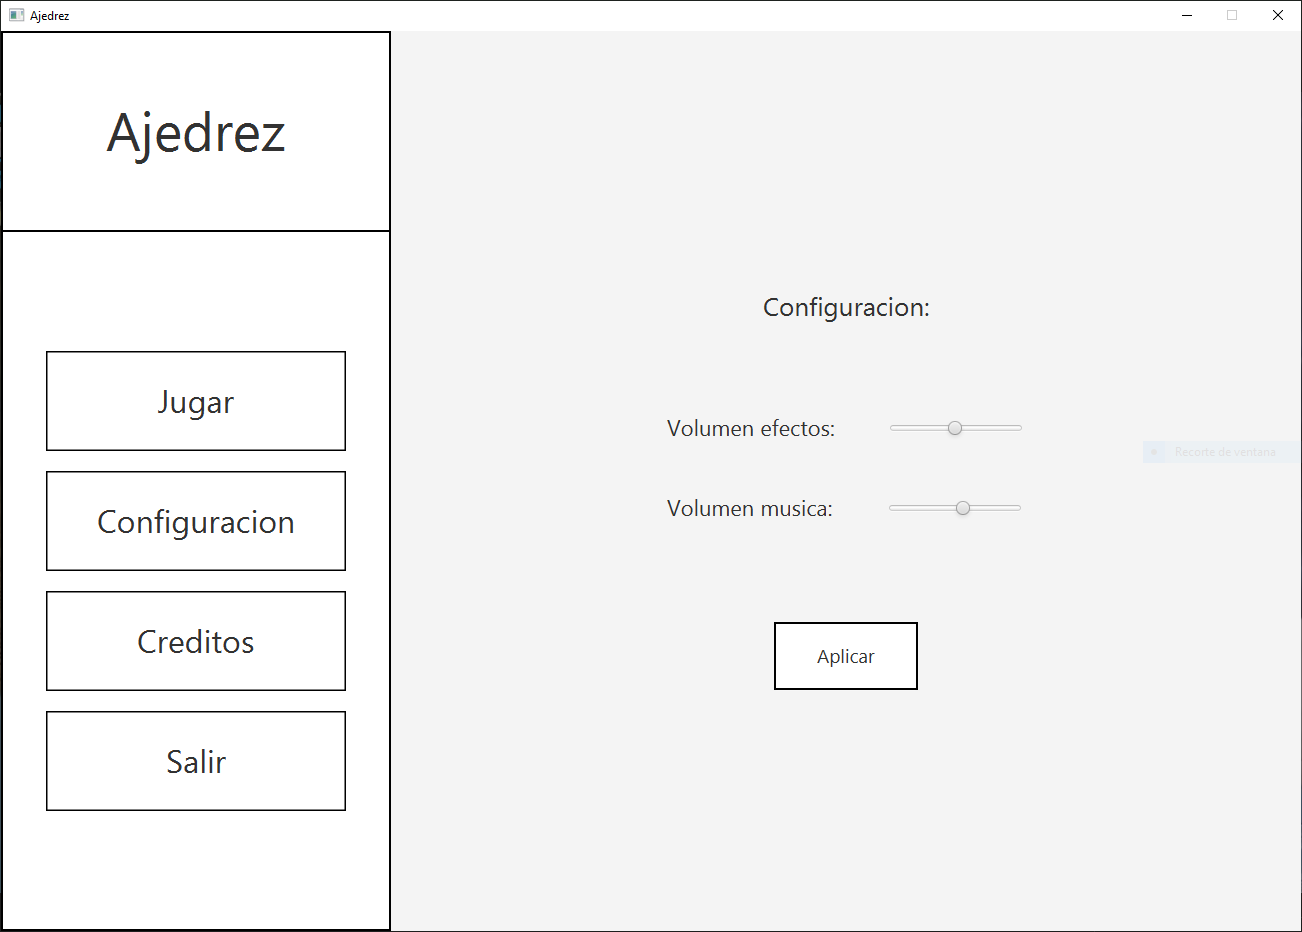 Ajedrez
Ajedrez
Jugar
Configuracion
Creditos
Salir
Configuracion:
Volumen efectos:
Volumen musica:
Aplicar
Recorte de ventana